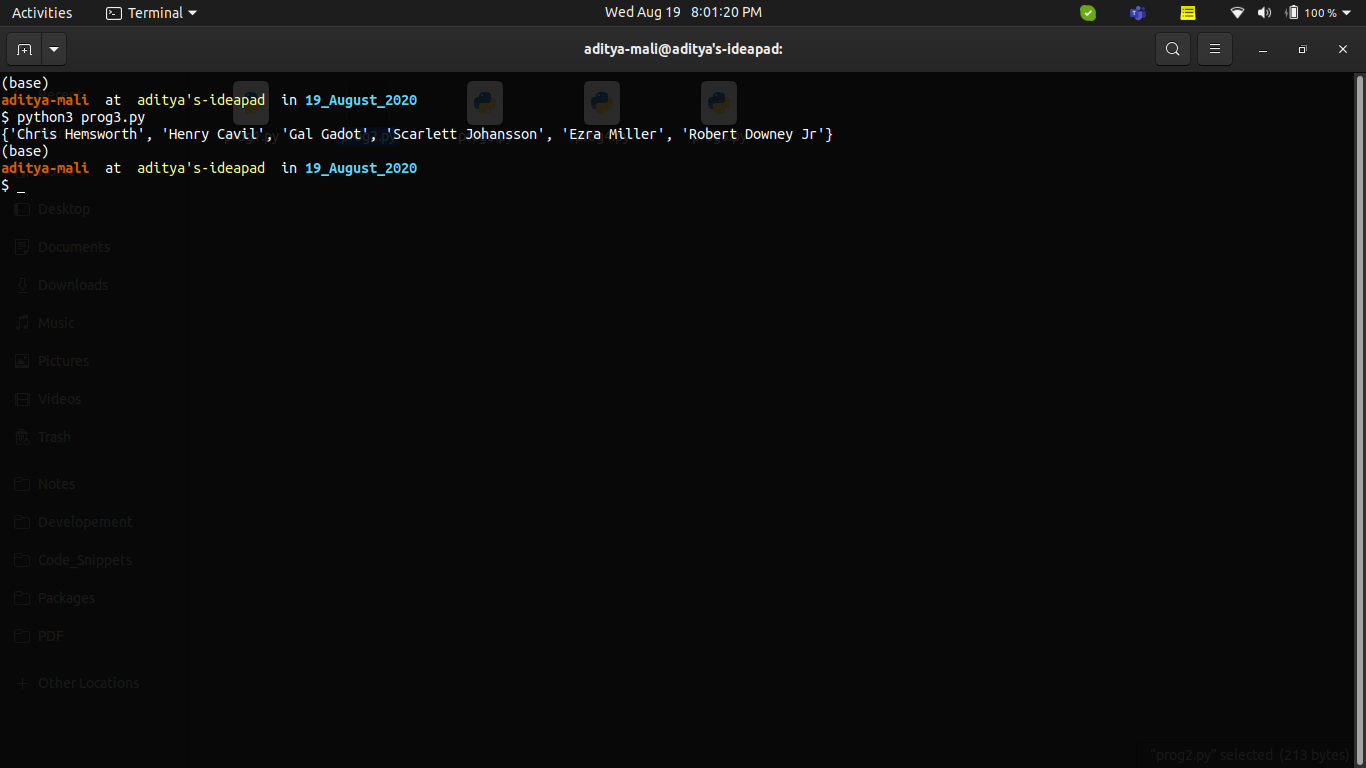 Activities Terminal Wed Aug 19 8:01:20 PM 100 %
aditya-mali@aditya's-ideapad:
(base)
aditya-mali at aditya's-ideapad in 19_August_2020
$ python3 prog3.py
{'Chris Hemsworth', 'Henry Cavil', 'Gal Gadot', 'Scarlett Johansson', 'Ezra Miller', 'Robert Downey Jr'}
(base)
aditya-mali at aditya's-ideapad in 19_August_2020
$ _
Desktop
Documents
Downloads
Music
Pictures
Videos
Trash
Notes
Developement
Code_Snippets
Packages
PDF
+ Other Locations
"prog2.py" selected (213 bytes)